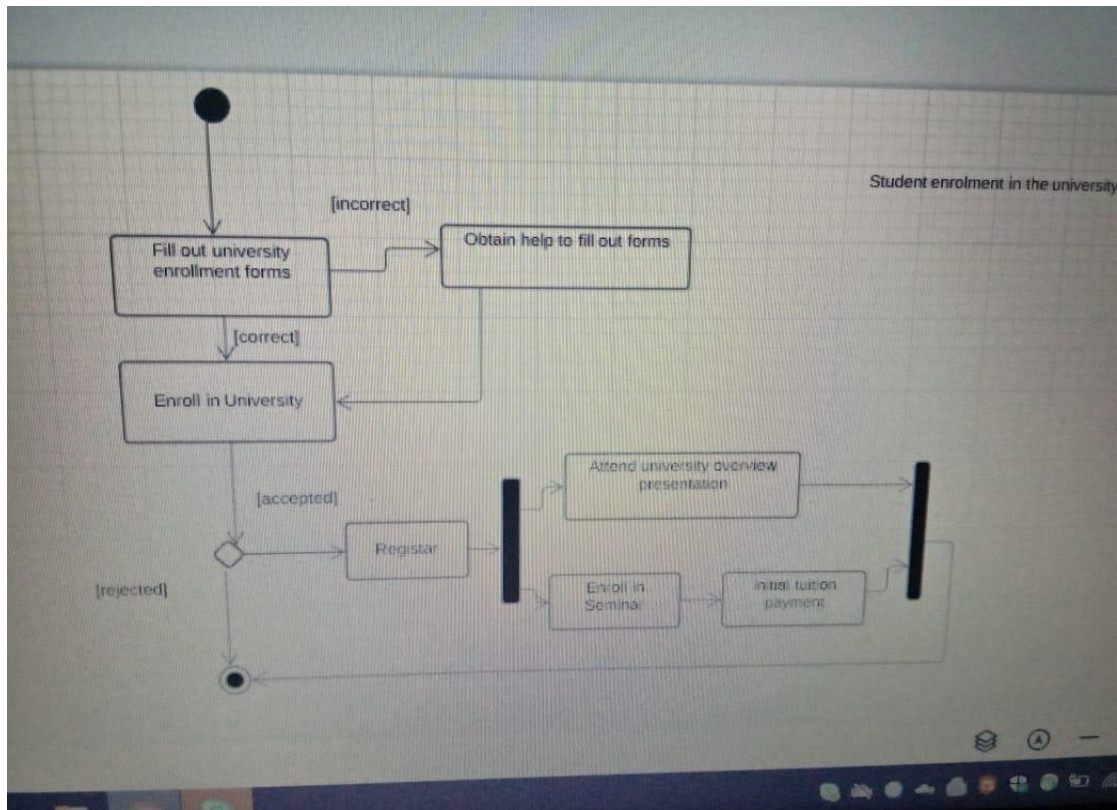 Student enrolment in the university
[incorrect]
Fill out university
enrollment forms
Obtain help to fill out forms
[correct]
Enroll in University
[accepted]
Attend university overview
presentation
Registar
[rejected]
Enroll in
Seminar
initial tuition
payment